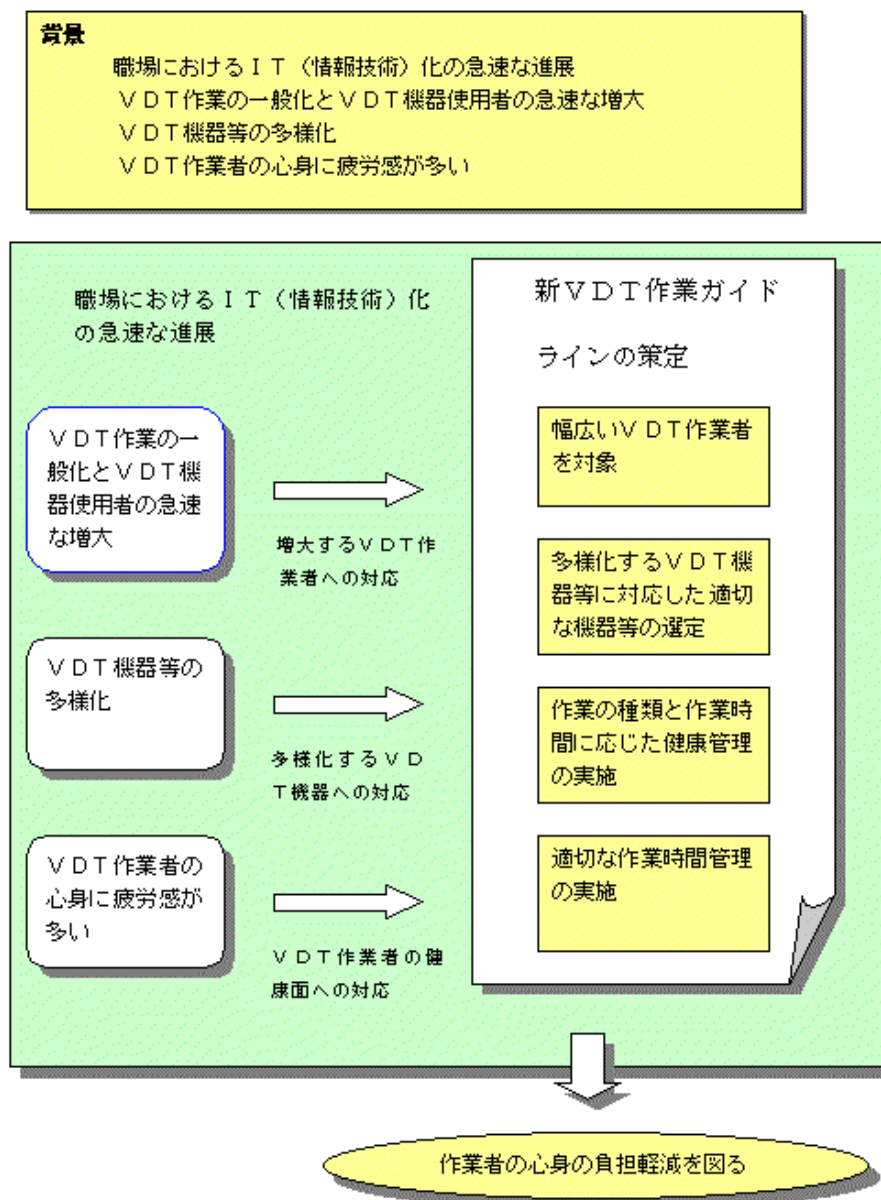 背景
職場におけるＩＴ（情報技術）化の急速な進展
ＶＤＴ作業の一般化とＶＤＴ機器使用者の急速な増大
ＶＤＴ機器等の多様化
ＶＤＴ作業者の心身に疲労感が多い
職場におけるＩＴ（情報技術）化
の急速な進展
ＶＤＴ作業の一
般化とＶＤＴ機
器使用者の急速
な増大
増大するＶＤＴ作
業者への対応
ＶＤＴ機器等の
多様化
多様化するＶＤ
Ｔ機器への対応
ＶＤＴ作業者の
心身に疲労感が
多い
ＶＤＴ作業者の健
康面への対応
新ＶＤＴ作業ガイド
ラインの策定
幅広いＶＤＴ作業者
を対象
多様化するＶＤＴ機
器等に対応した適切
な機器等の選定
作業の種類と作業時
間に応じた健康管理
の実施
適切な作業時間管理
の実施
作業者の心身の負担軽減を図る